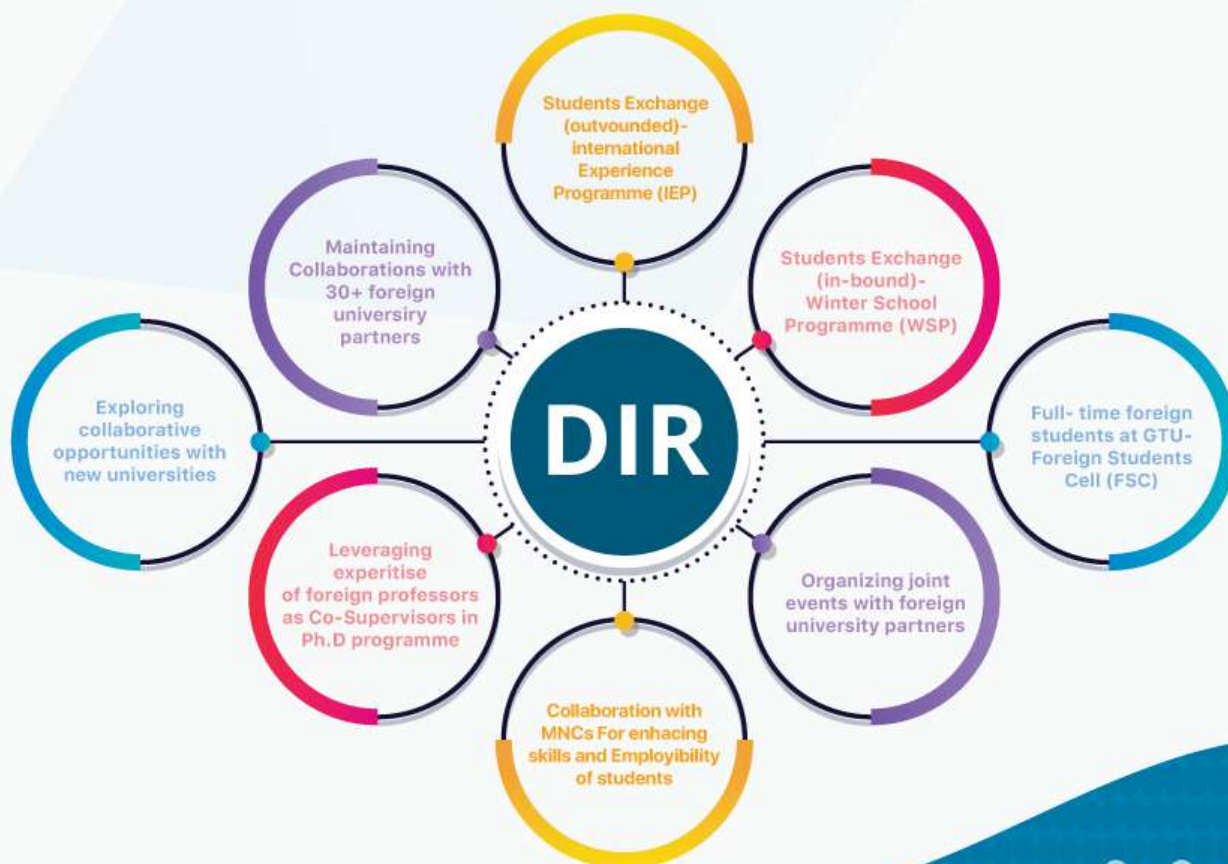 Students Exchange
(outvounded)-
international
Experience
Programme (IEP)
Maintaining
Collaborations with
30+ foreign
universiry
partners
Students Exchange
(in-bound)-
Winter School
Programme (WSP)
Exploring
collaborative
opportunities with
new universities
DIR
Full- time foreign
students at GTU-
Foreign Students
Cell (FSC)
Leveraging
experitise
of foreign professors
as Co-Supervisors in
Ph.D programme
Organizing joint
events with foreign
university partners
Collaboration with
MNCs For enhacing
skills and Employibility
of students